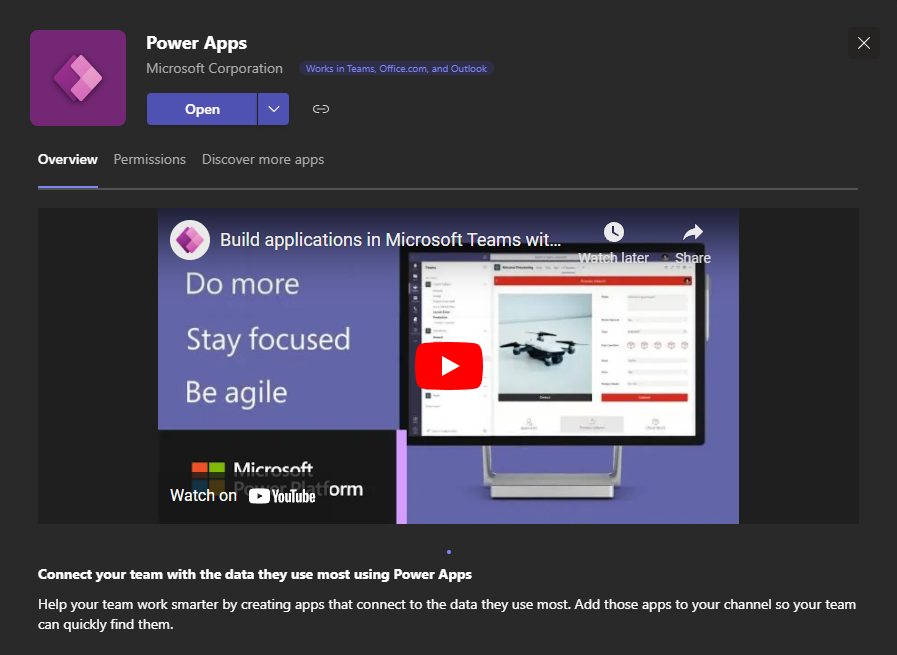 Power Apps
Microsoft Corporation
Works in Teams, Office.com, and Outlook
Open
Overview
Permissions
Discover more apps
Build applications in Microsoft Teams wit...
Watch later
Share
Do more
Stay focused
Be agile
Microsoft
Power Platform
Watch on YouTube
Connect your team with the data they use most using Power Apps
Help your team work smarter by creating apps that connect to the data they use most. Add those apps to your channel so your team
can quickly find them.